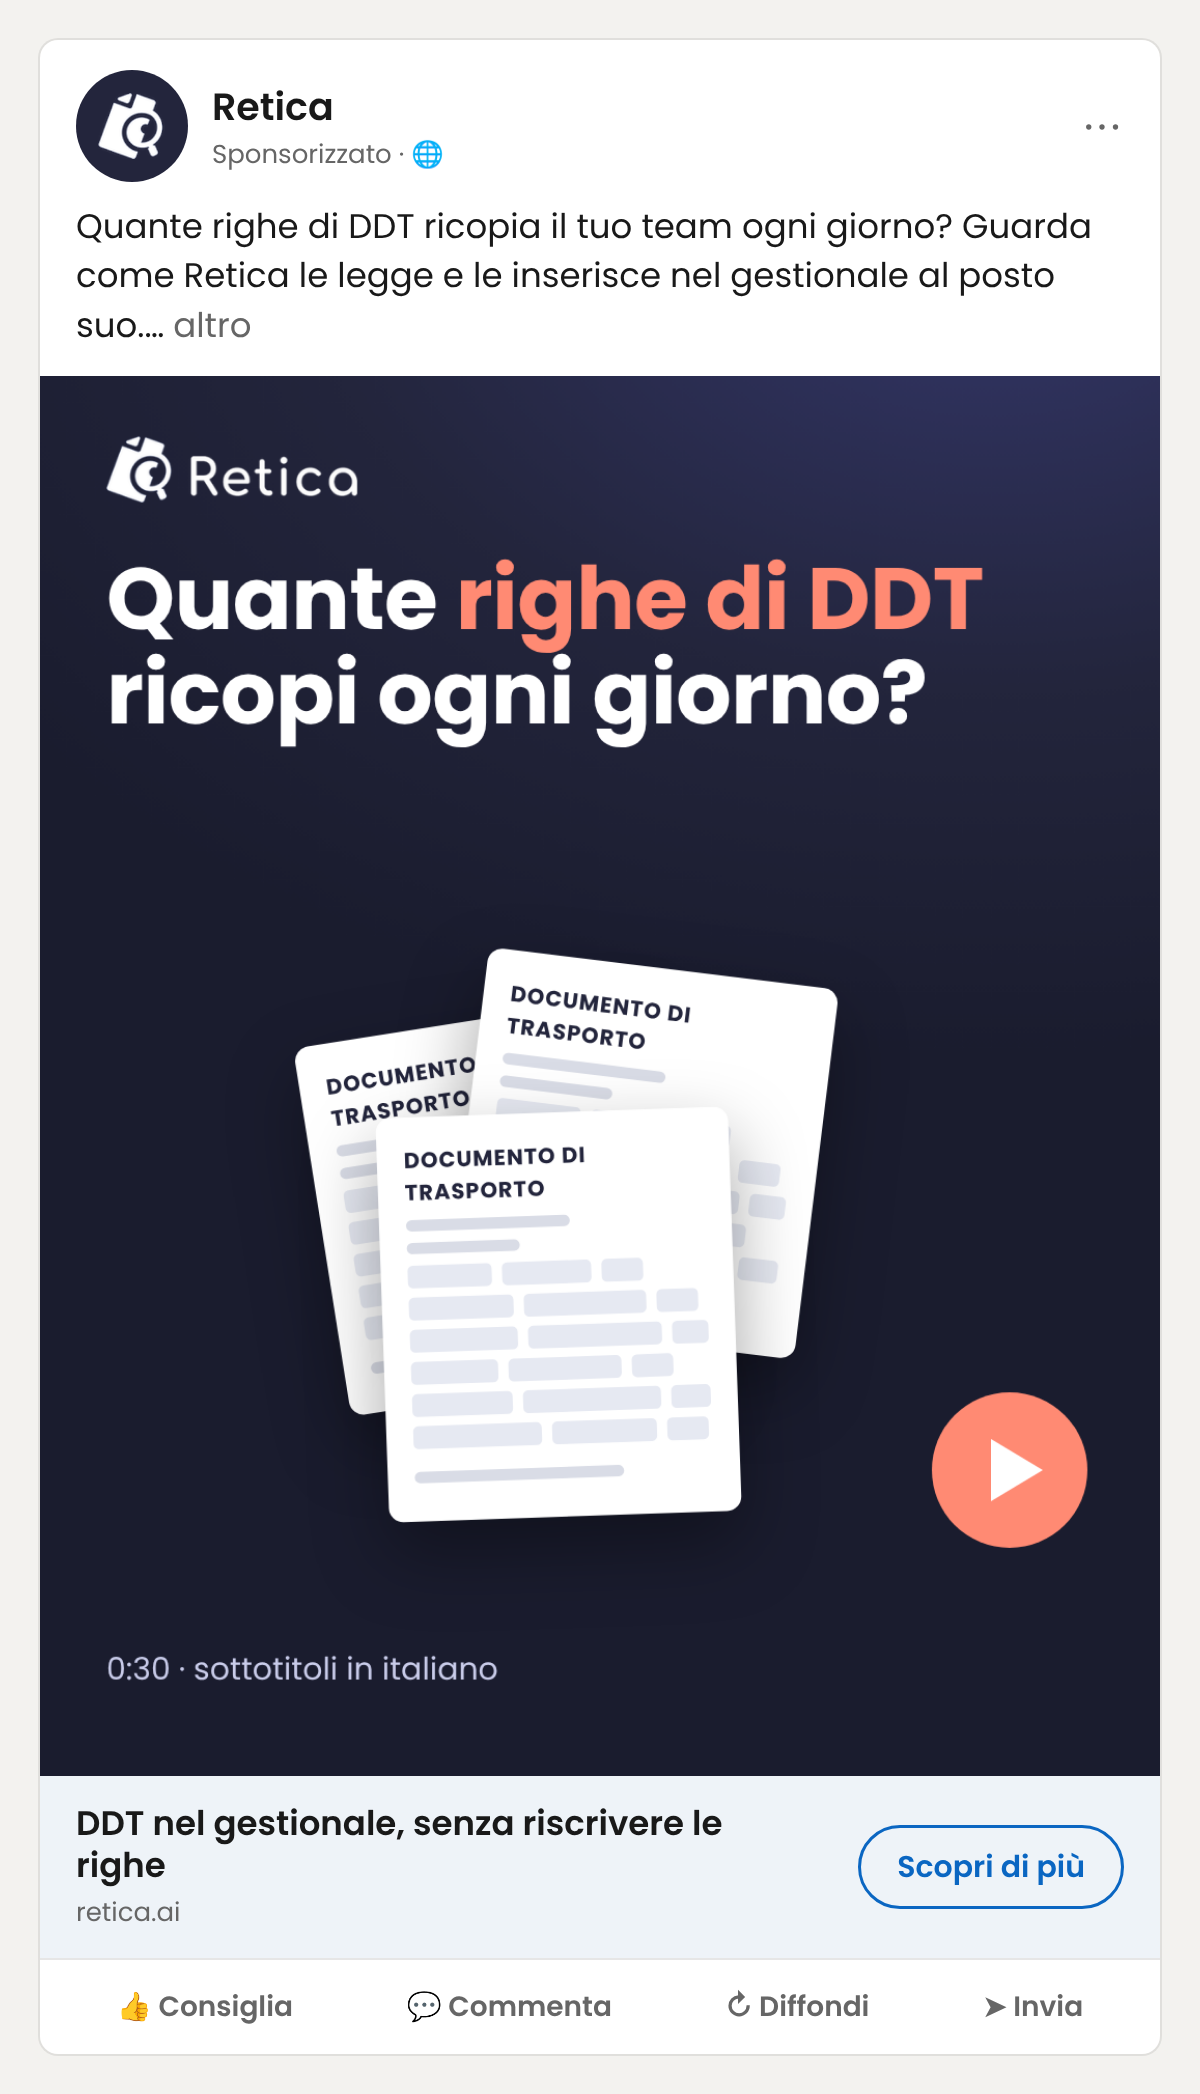 Retica
Sponsorizzato ·
Quante righe di DDT ricopia il tuo team ogni giorno? Guarda
come Retica le legge e le inserisce nel gestionale al posto
suo.... altro
Retica
Quante righe di DDT
ricopi ogni giorno?
DOCUMENTO DI
TRASPORTO
DOCUMENTO
TRASPORTO
DOCUMENTO DI
TRASPORTO
0:30 · sottotitoli in italiano
DDT nel gestionale, senza riscrivere le
righe
retica.ai
Scopri di più
Consiglia
Commenta
Diffondi
Invia